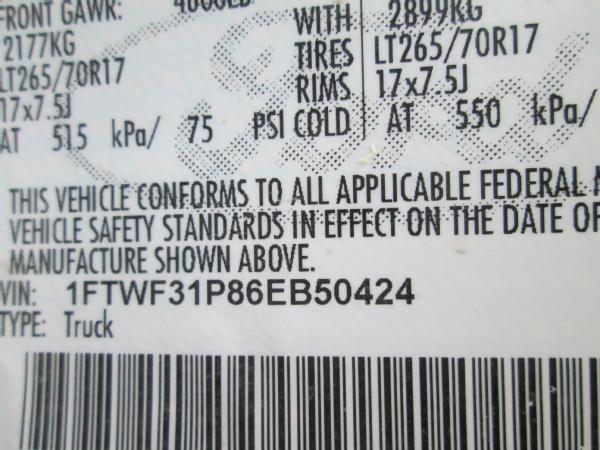 FRONT GAWR: 4800LB
2177KG WITH 2899KG
LT265/70R17 TIRES LT265/70R17
17x7.5J RIMS 17x7.5J
AT 515 kPa/ 75 PSI COLD AT 550 kPa/
THIS VEHICLE CONFORMS TO ALL APPLICABLE FEDERAL
VEHICLE SAFETY STANDARDS IN EFFECT ON THE DATE OF
MANUFACTURE SHOWN ABOVE.
VIN: 1FTWF31P86EB50424
TYPE: Truck